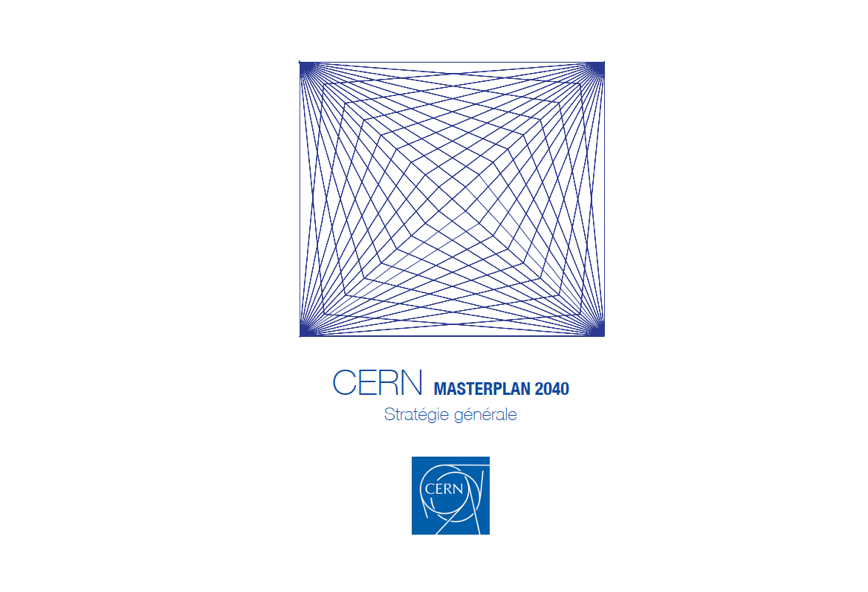 CERN MASTERPLAN 2040
Stratégie générale
CERN